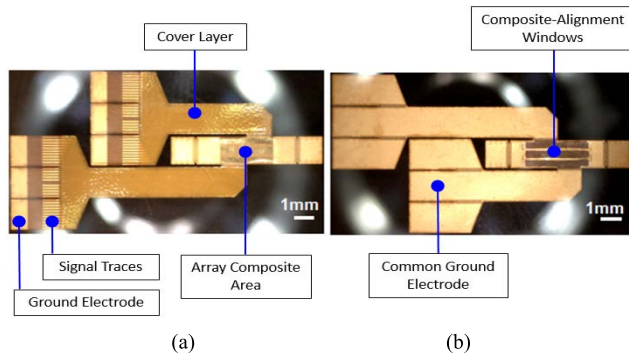 Cover Layer
Composite-Alignment
Windows
1mm
1mm
Signal Traces
Array Composite
Area
Common Ground
Electrode
Ground Electrode
(a)
(b)